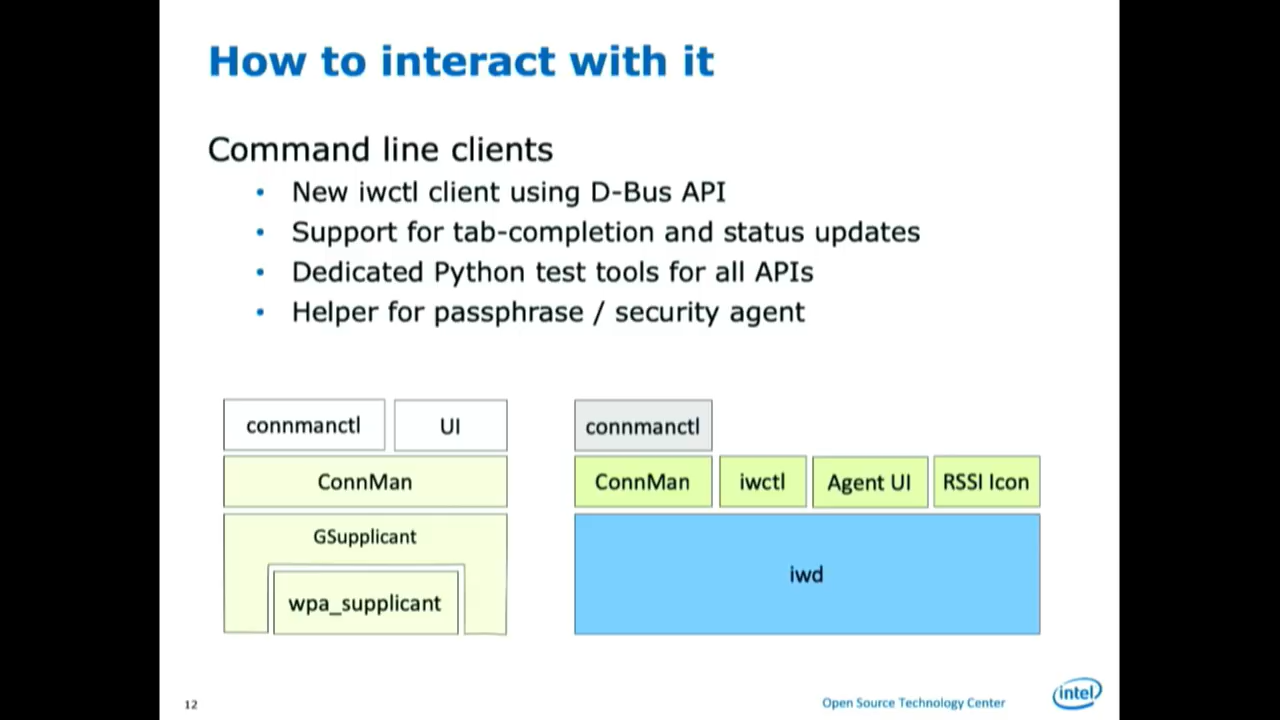 How to interact with it
Command line clients
• New iwctl client using D-Bus API
• Support for tab-completion and status updates
• Dedicated Python test tools for all APIs
• Helper for passphrase / security agent
connmanctl UI
ConnMan
GSupplicant
wpa_supplicant
connmanctl
ConnMan iwctl Agent UI RSSI Icon
iwd
12
Open Source Technology Center
intel